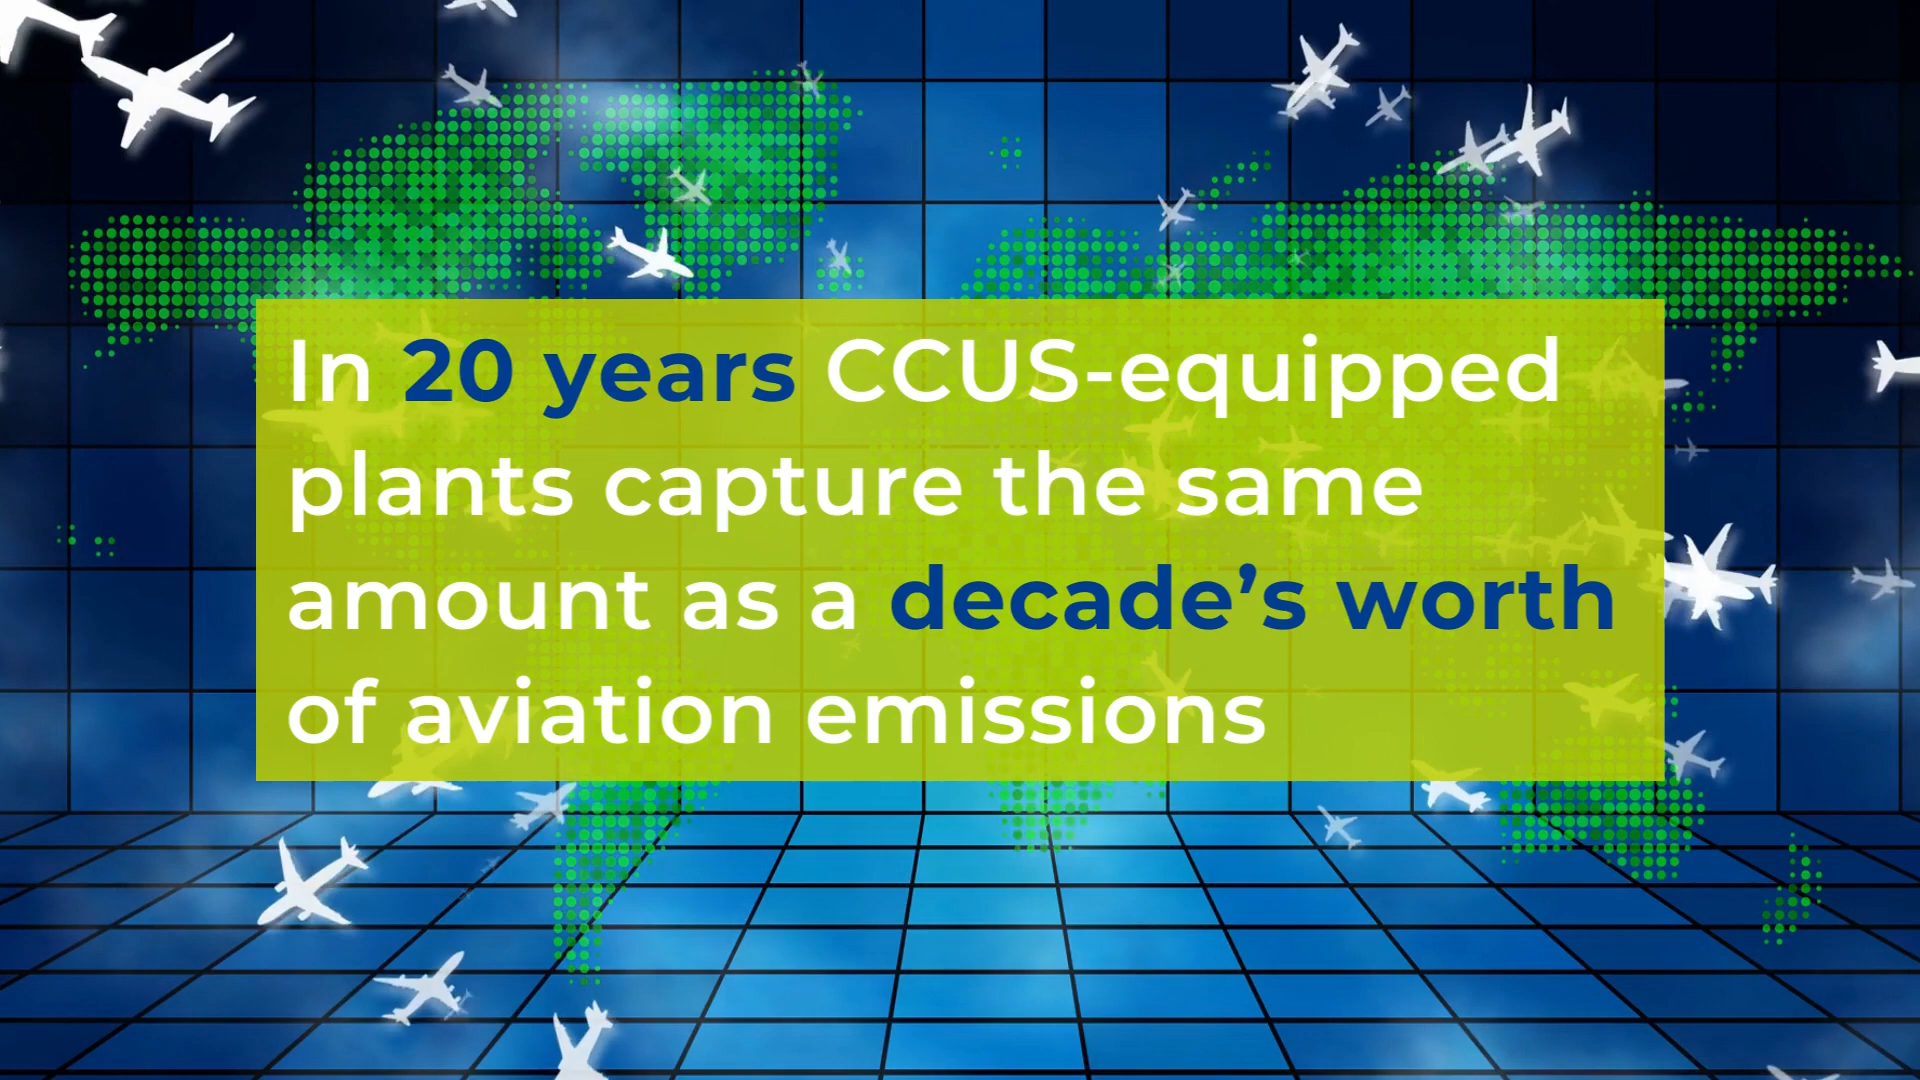 In 20 years CCUS-equipped
plants capture the same
amount as a decade’s worth
of aviation emissions